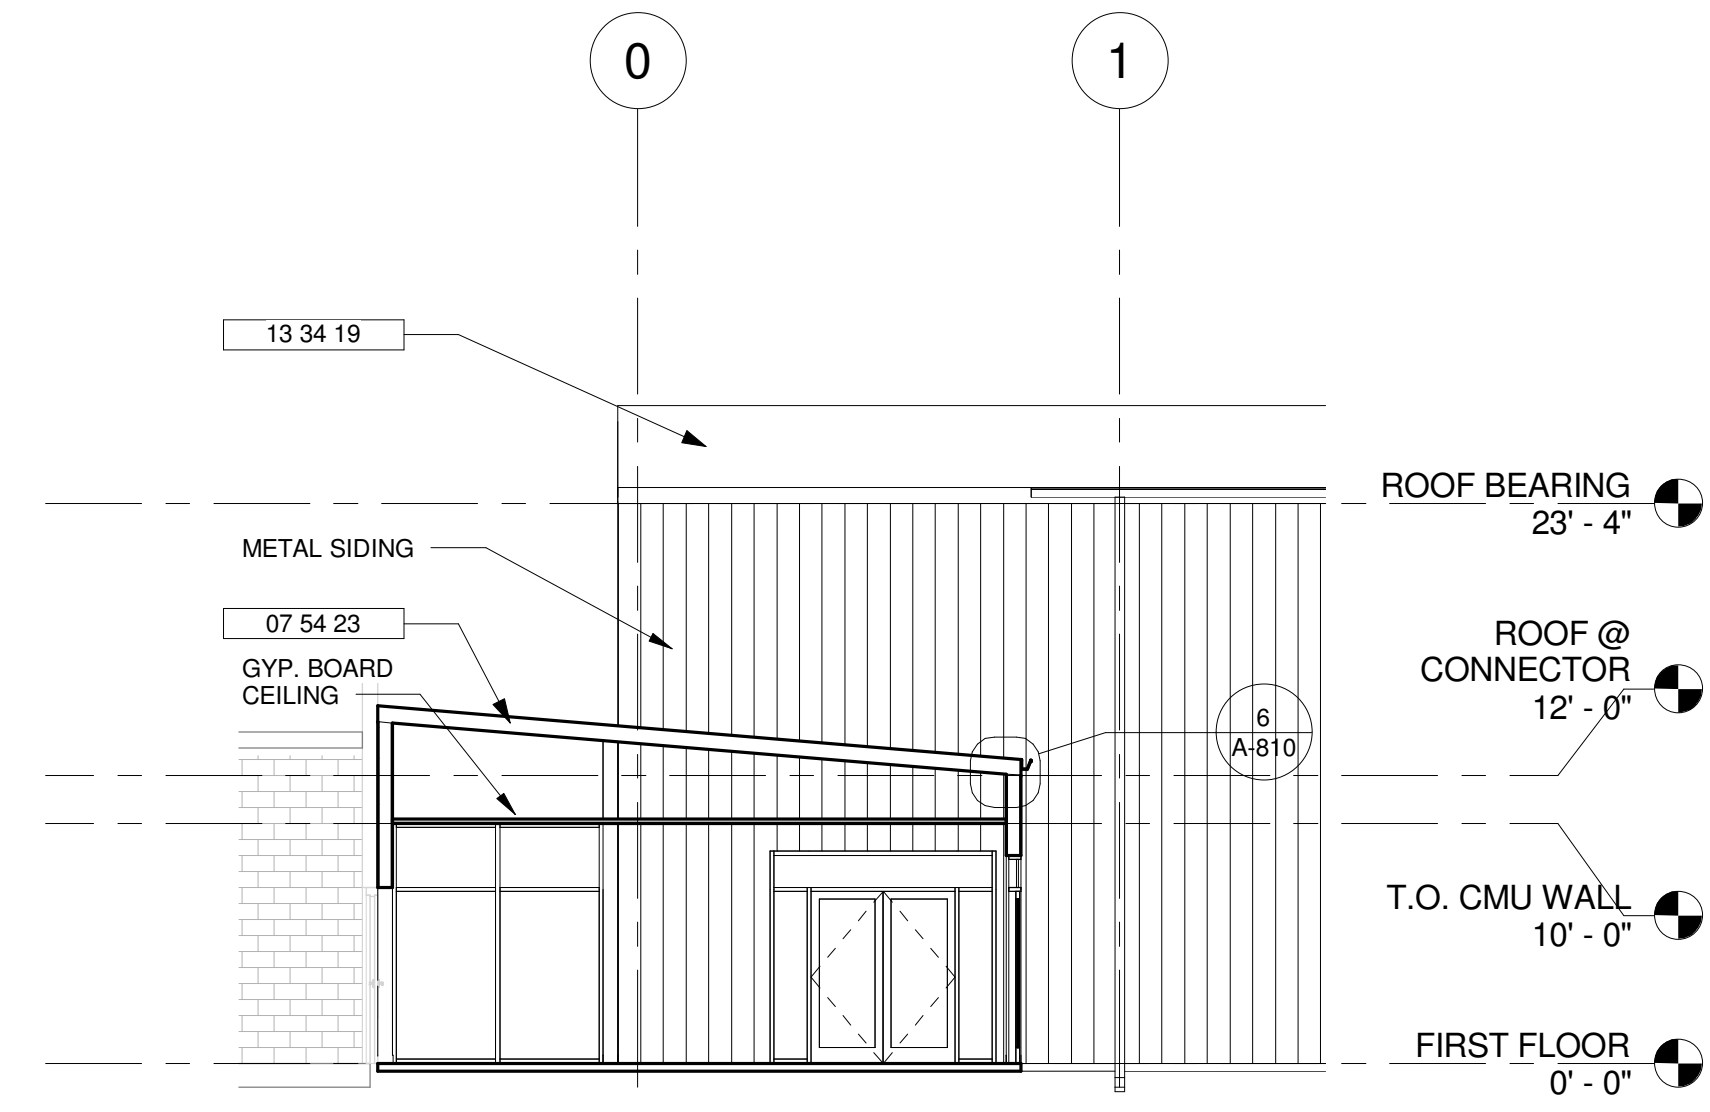 0
1
13 34 19
ROOF BEARING
23' - 4"
METAL SIDING
07 54 23
ROOF @
CONNECTOR
12' - 0"
GYP. BOARD
CEILING
6
A-810
T.O. CMU WALL
10' - 0"
FIRST FLOOR
0' - 0"